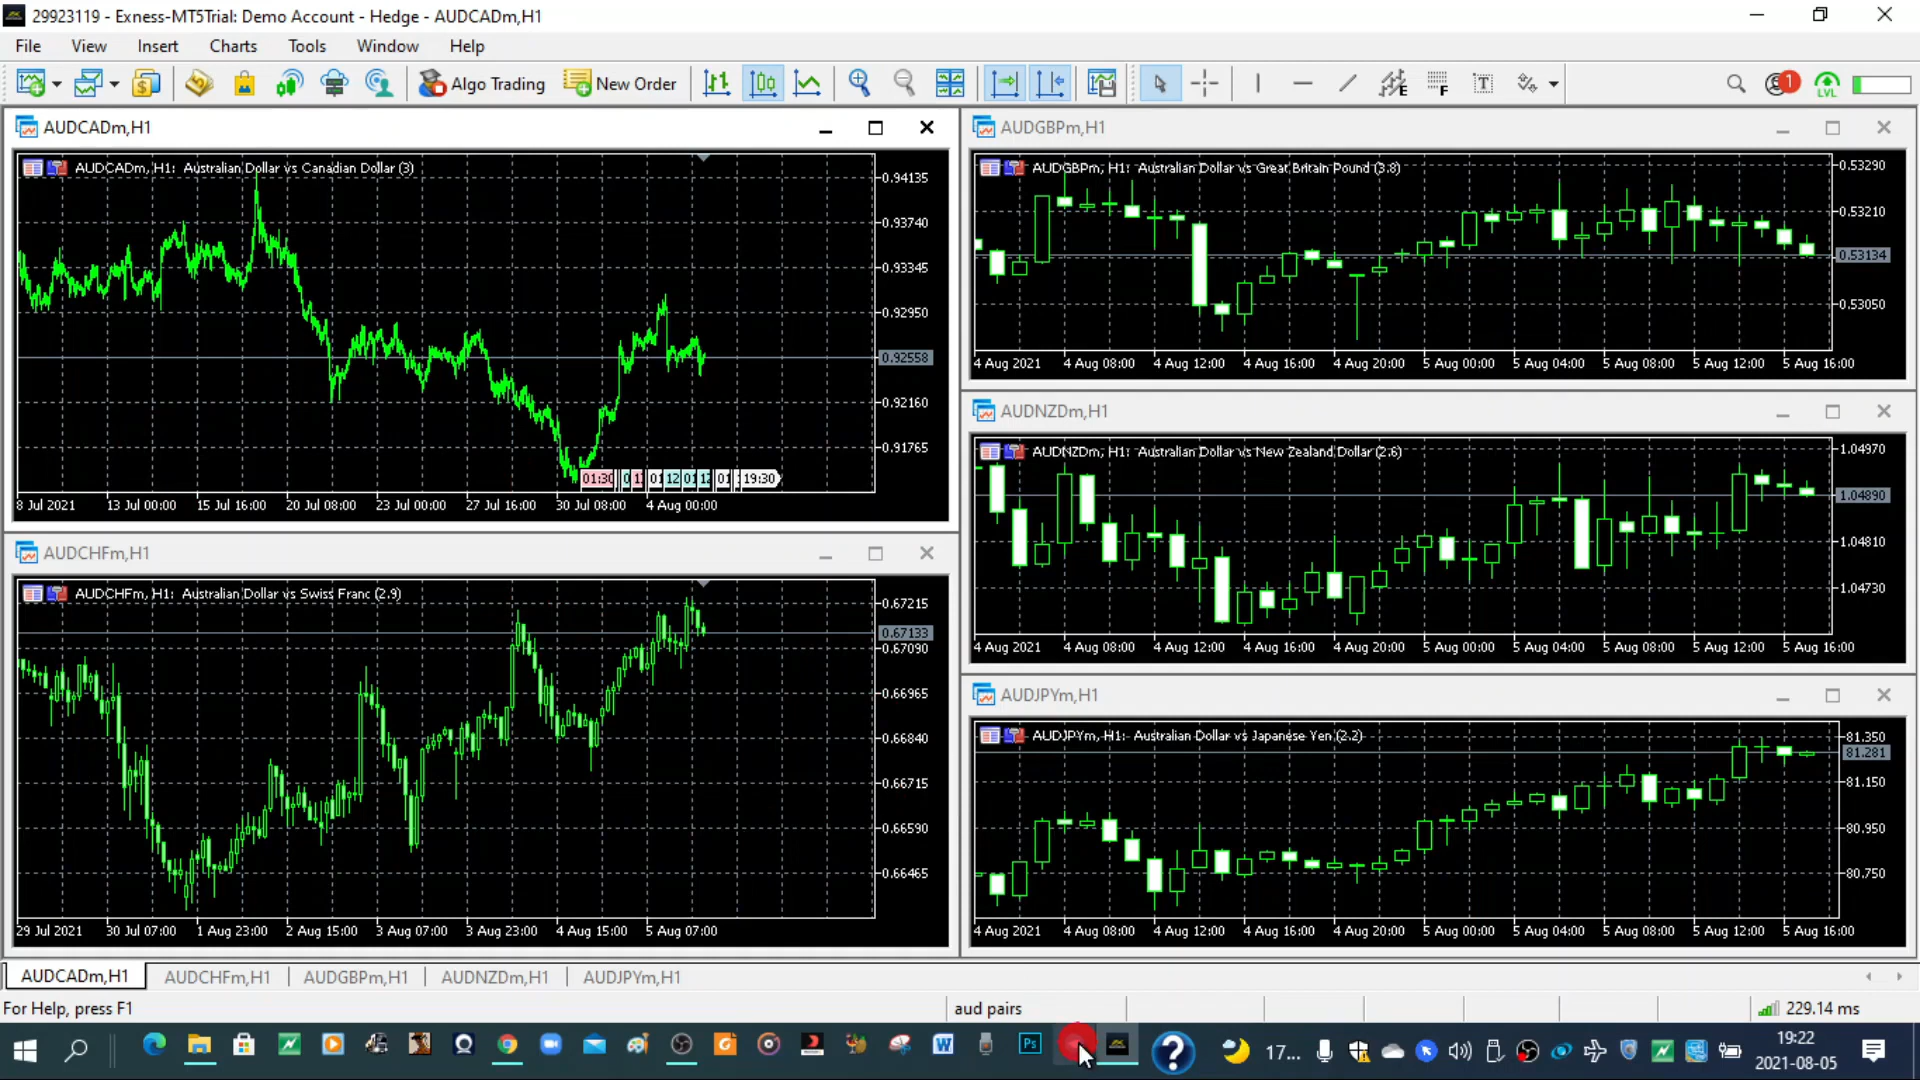 29923119 - Exness-MT5Trial: Demo Account - Hedge - AUDCADm,H1
File View Insert Charts Tools Window Help
Algo Trading New Order 1 LVL
AUDCADm,H1
AUDCADm, H1: Australian Dollar vs Canadian Dollar (3)
0.94135
0.93740
0.93345
0.92950
0.92558
0.92160
0.91765
01:30 0 1 01 12 01 12 01 19:30
8 Jul 2021 13 Jul 00:00 15 Jul 16:00 20 Jul 08:00 23 Jul 00:00 27 Jul 16:00 30 Jul 08:00 4 Aug 00:00
AUDCHFm,H1
AUDCHFm, H1: Australian Dollar vs Swiss Franc (2.9)
0.67215
0.67133
0.67090
0.66965
0.66840
0.66715
0.66590
0.66465
29 Jul 2021 30 Jul 07:00 1 Aug 23:00 2 Aug 15:00 3 Aug 07:00 3 Aug 23:00 4 Aug 15:00 5 Aug 07:00
AUDGBPm,H1
AUDGBPm, H1: Australian Dollar vs Great Britain Pound (3.8)
0.53290
0.53210
0.53134
0.53050
4 Aug 2021 4 Aug 08:00 4 Aug 12:00 4 Aug 16:00 4 Aug 20:00 5 Aug 00:00 5 Aug 04:00 5 Aug 08:00 5 Aug 12:00 5 Aug 16:00
AUDNZDm,H1
AUDNZDm, H1: Australian Dollar vs New Zealand Dollar (2.6)
1.04970
1.04890
1.04810
1.04730
4 Aug 2021 4 Aug 08:00 4 Aug 12:00 4 Aug 16:00 4 Aug 20:00 5 Aug 00:00 5 Aug 04:00 5 Aug 08:00 5 Aug 12:00 5 Aug 16:00
AUDJPYm,H1
AUDJPYm, H1: Australian Dollar vs Japanese Yen (2.2)
81.350
81.281
81.150
80.950
80.750
4 Aug 2021 4 Aug 08:00 4 Aug 12:00 4 Aug 16:00 4 Aug 20:00 5 Aug 00:00 5 Aug 04:00 5 Aug 08:00 5 Aug 12:00 5 Aug 16:00
AUDCADm,H1 AUDCHFm,H1 AUDGBPm,H1 AUDNZDm,H1 AUDJPYm,H1
For Help, press F1 aud pairs 229.14 ms
Ps 17... 19:22
2021-08-05